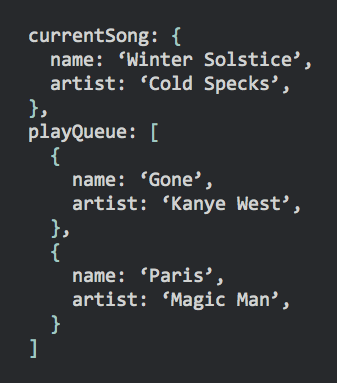 currentSong: {
  name: ‘Winter Solstice’,
  artist: ‘Cold Specks’,
},
playQueue: [
  {
    name: ‘Gone’,
    artist: ‘Kanye West’,
  },
  {
    name: ‘Paris’,
    artist: ‘Magic Man’,
  }
]